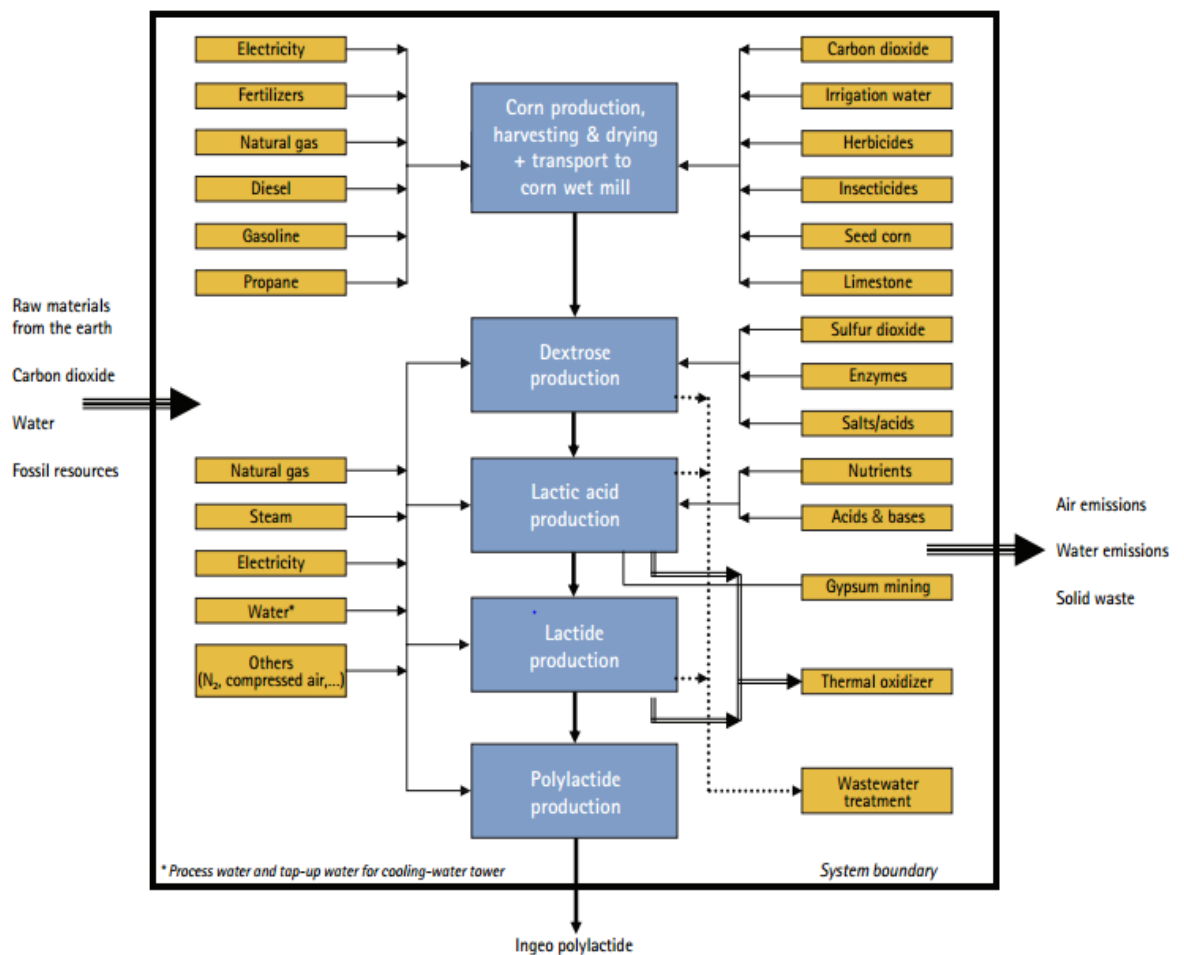 Electricity
Fertilizers
Natural gas
Diesel
Gasoline
Propane
Corn production,
harvesting & drying
+ transport to
corn wet mill
Carbon dioxide
Irrigation water
Herbicides
Insecticides
Seed corn
Limestone
Raw materials
from the earth
Carbon dioxide
Water
Fossil resources
Dextrose
production
Sulfur dioxide
Enzymes
Salts/acids
Natural gas
Steam
Electricity
Water*
Others
(N₂, compressed air,...)
Lactic acid
production
Nutrients
Acids & bases
Gypsum mining
Lactide
production
Thermal oxidizer
Polylactide
production
Wastewater
treatment
Air emissions
Water emissions
Solid waste
* Process water and tap-up water for cooling-water tower
System boundary
Ingeo polylactide